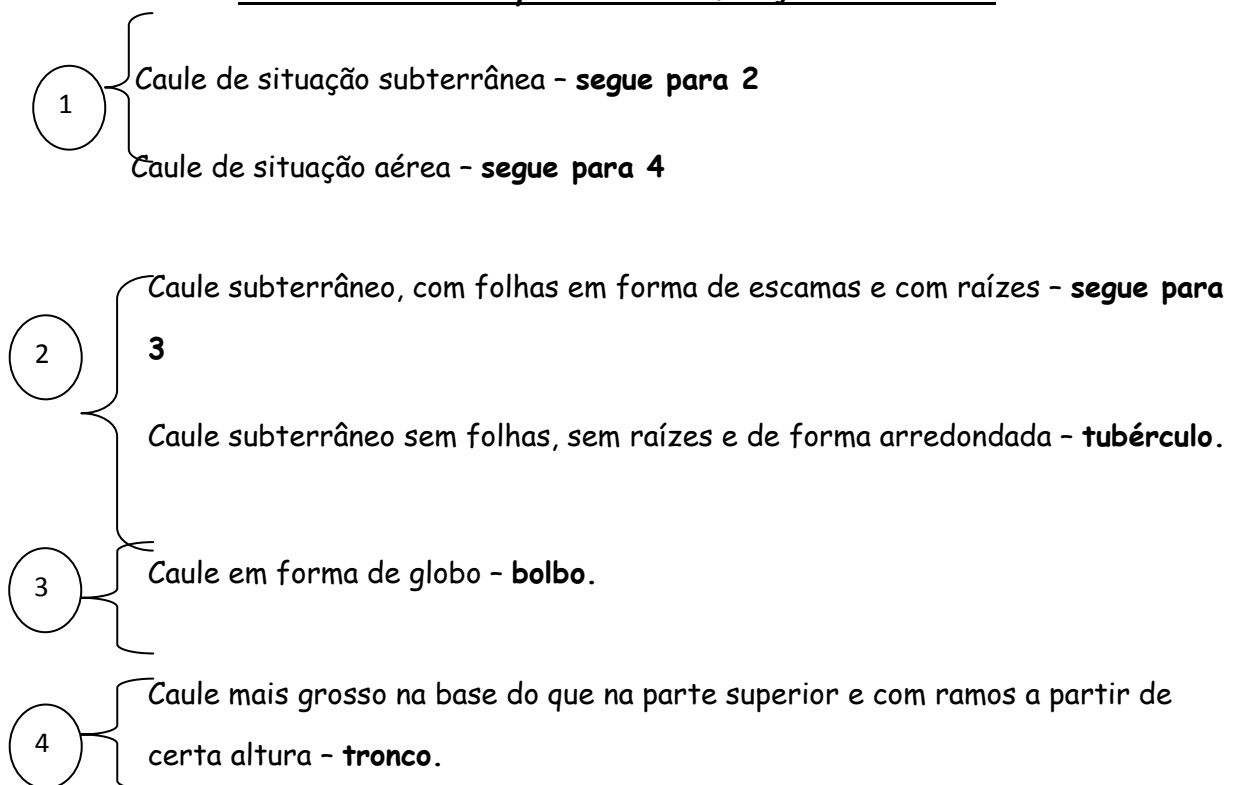 1
Caule de situação subterrânea – segue para 2
Caule de situação aérea – segue para 4
2
Caule subterrâneo, com folhas em forma de escamas e com raízes – segue para
3
Caule subterrâneo sem folhas, sem raízes e de forma arredondada – tubérculo.
3
Caule em forma de globo – bolbo.
4
Caule mais grosso na base do que na parte superior e com ramos a partir de
certa altura – tronco.